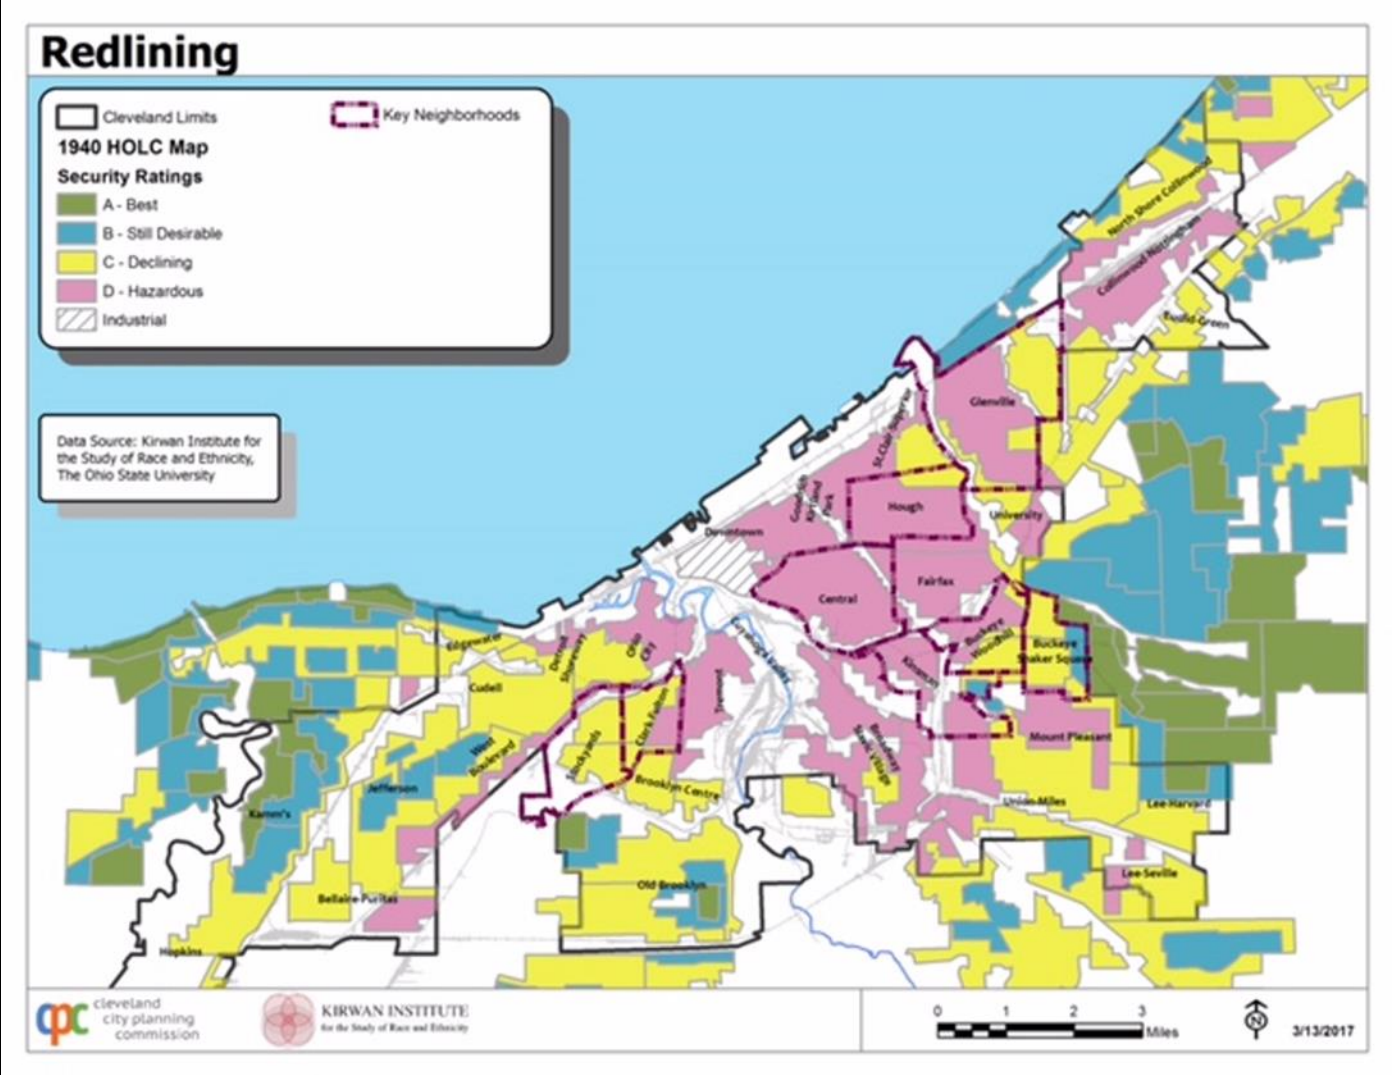 Redlining
Cleveland Limits
Key Neighborhoods
1940 HOLC Map
Security Ratings
A - Best
B - Still Desirable
C - Declining
D - Hazardous
Industrial
Data Source: Kirwan Institute for
the Study of Race and Ethnicity,
The Ohio State University
North Shore Collinwood
Collinwood Nottingham
Euclid-Green
Glenville
St.Clair-Superior
Goodrich
Kirtland
Park
Hough
University
Downtown
Fairfax
Central
Buckeye
Woodhill
Buckeye
Shaker Square
Kinsman
Cuyahoga Valley
Edgewater
Detroit
Shoreway
Ohio
City
Cudell
Tremont
Clark-Fulton
Stockyards
West
Boulevard
Jefferson
Brooklyn Centre
Broadway
Slavic Village
Mount Pleasant
Union-Miles
Lee-Harvard
Kamm's
Lee-Seville
Old Brooklyn
Bellaire-Puritas
Hopkins
cpc
cleveland
city planning
commission
KIRWAN INSTITUTE
for the Study of Race and Ethnicity
0 1 2 3
Miles
N
3/13/2017